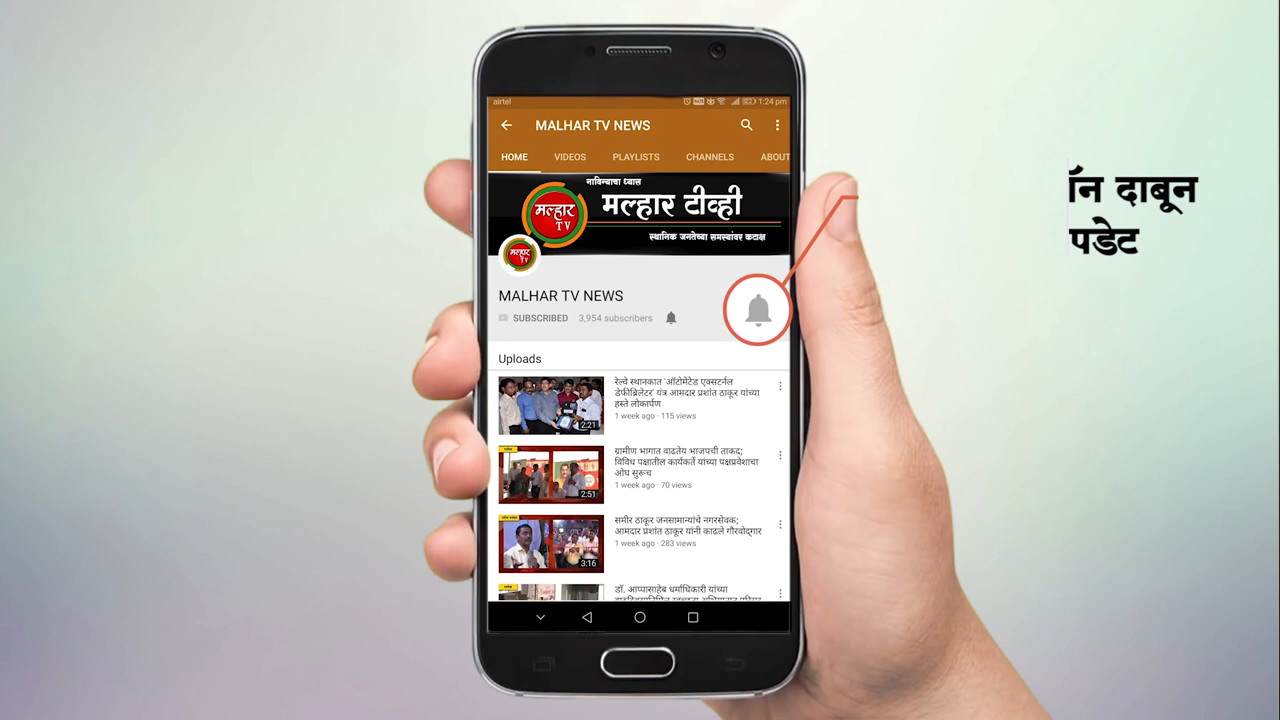 airtel
1:24 pm
MALHAR TV NEWS
HOME VIDEOS PLAYLISTS CHANNELS ABOUT
नाविन्याचा ध्यास
मल्हार टीव्ही
स्थानिक जनतेच्या समस्यांवर कटाक्ष
मल्हार
TV
मल्हार
TV
MALHAR TV NEWS
SUBSCRIBED 3,954 subscribers
Uploads
रेल्वे स्थानकात 'ऑटोमेटेड एक्सटर्नल
डेफीब्रिलेटर' यंत्र आमदार प्रशांत ठाकूर यांच्या
हस्ते लोकार्पण
1 week ago · 115 views
2:21
ग्रामीण भागात वाढतेय भाजपची ताकद;
विविध पक्षातील कार्यकर्ते यांच्या पक्षप्रवेशाचा
ओघ सुरूच
1 week ago · 70 views
2:51
समीर ठाकूर जनसामान्यांचे नगरसेवक;
आमदार प्रशांत ठाकूर यांनी काढले गौरवोद्गार
1 week ago · 283 views
3:16
डॉ. आप्पासाहेब धर्माधिकारी यांच्या
ॉन दाबून
पडेट